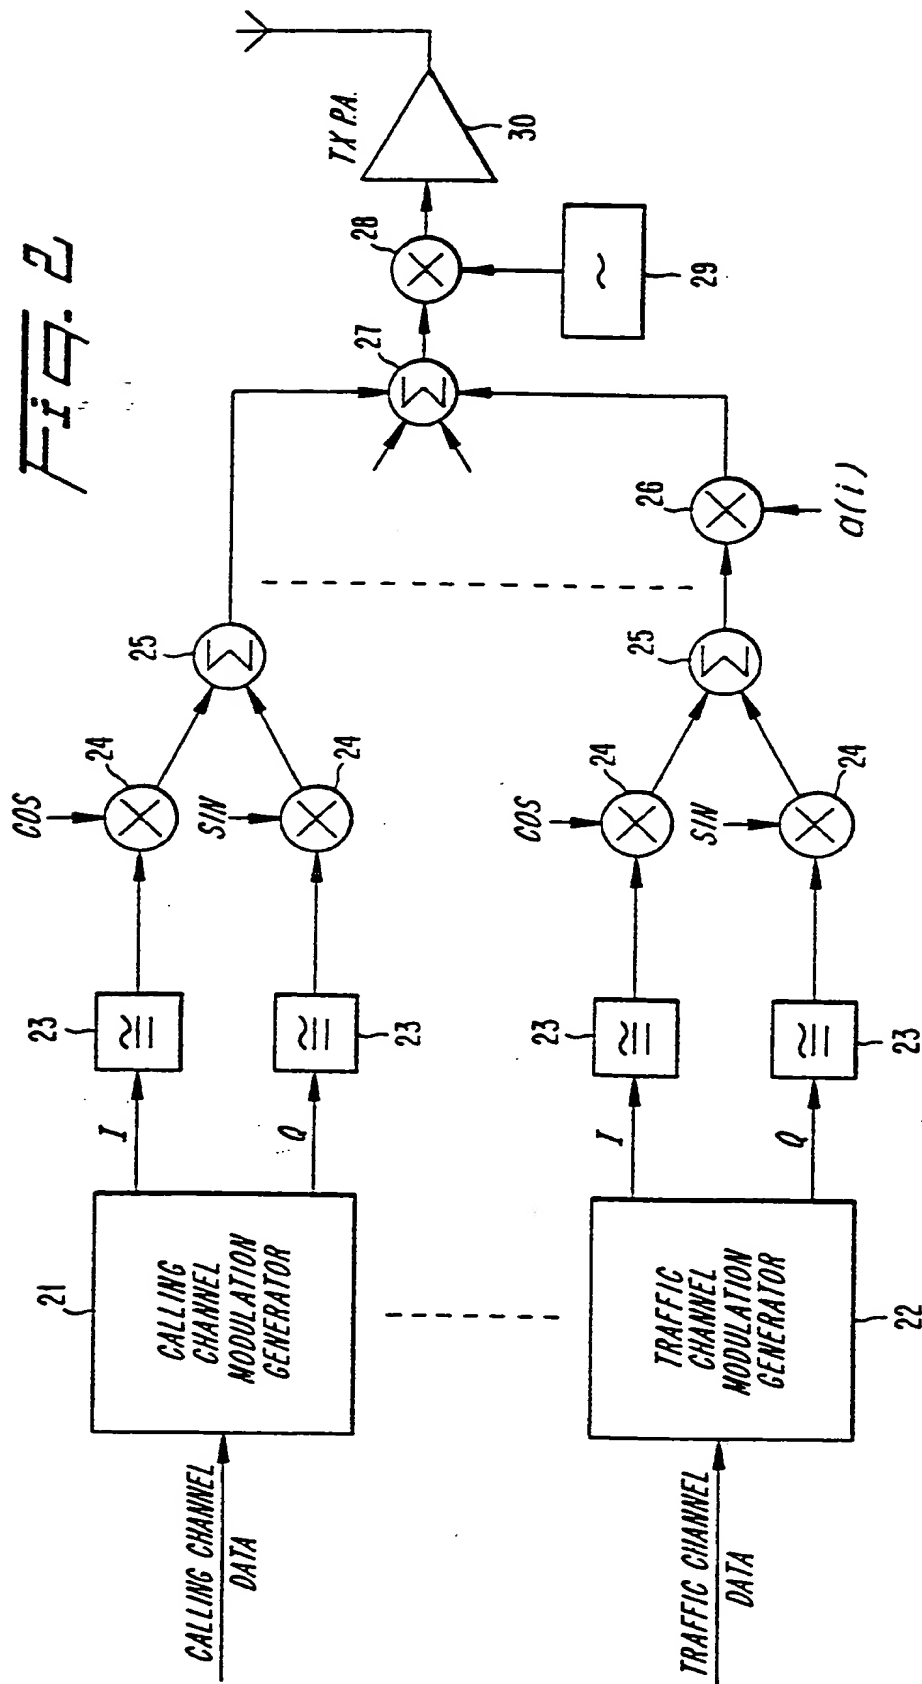 Fig. 2
CALLING CHANNEL
DATA
21
CALLING
CHANNEL
MODULATION
GENERATOR
I
Q
23
23
COS
24
SIN
24
25
Σ
27
Σ
28
~
29
TX P.A.
30
TRAFFIC CHANNEL
DATA
TRAFFIC
CHANNEL
MODULATION
GENERATOR
22
I
Q
23
23
COS
24
SIN
24
25
Σ
26
a(i)